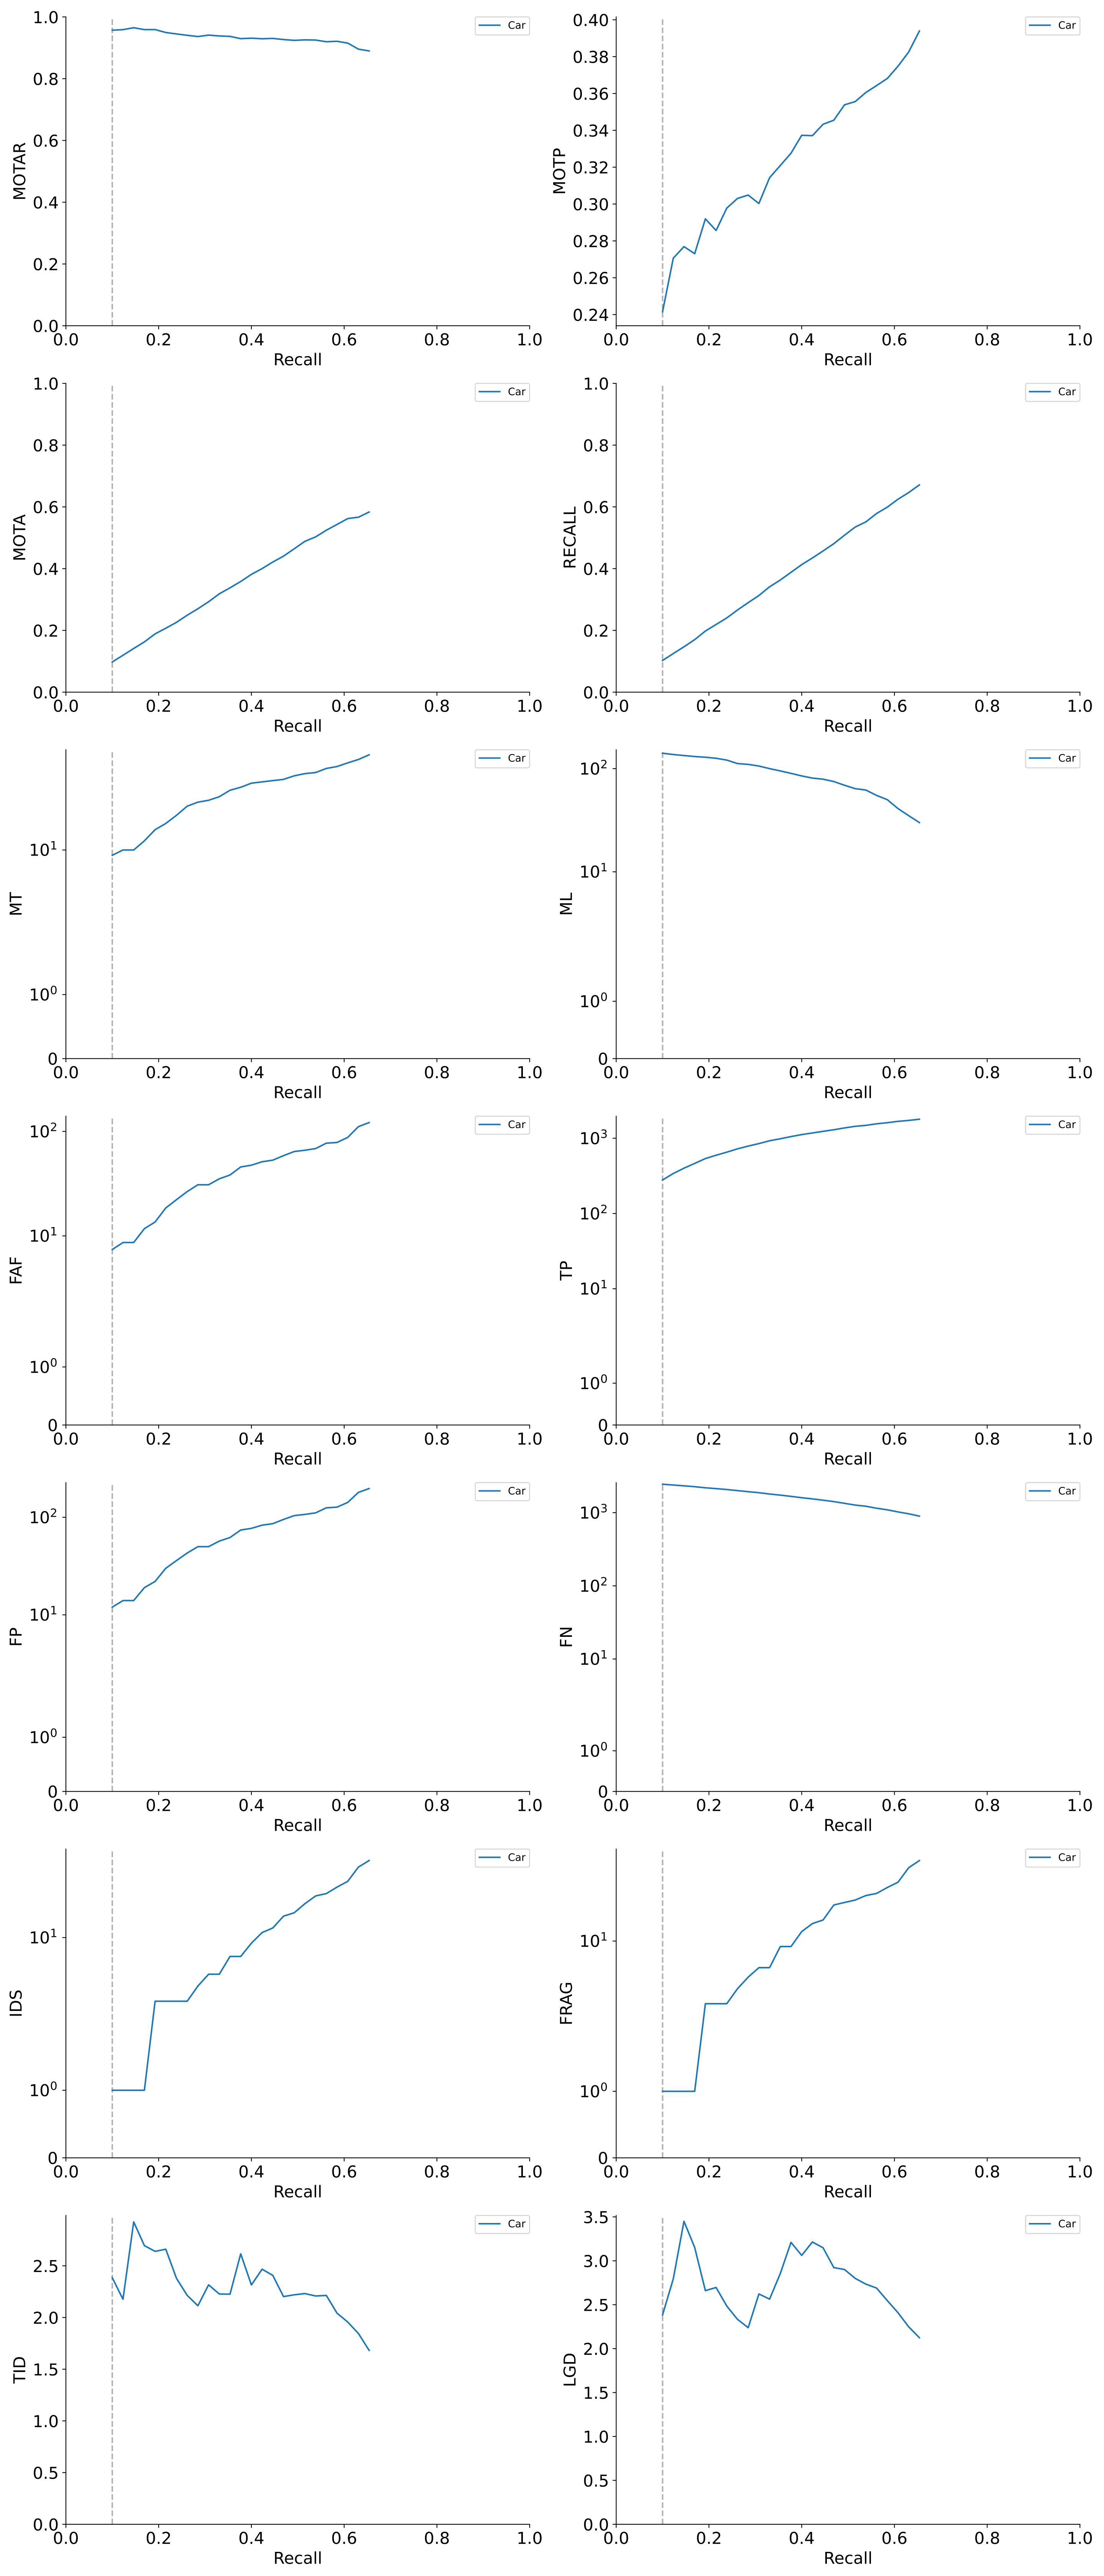 MOTAR
1.0
0.8
0.6
0.4
0.2
0.0
0.0 0.2 0.4 0.6 0.8 1.0
Recall
Car
MOTP
0.40
0.38
0.36
0.34
0.32
0.30
0.28
0.26
0.24
0.0 0.2 0.4 0.6 0.8 1.0
Recall
Car
MOTA
1.0
0.8
0.6
0.4
0.2
0.0
0.0 0.2 0.4 0.6 0.8 1.0
Recall
Car
RECALL
1.0
0.8
0.6
0.4
0.2
0.0
0.0 0.2 0.4 0.6 0.8 1.0
Recall
Car
MT
10¹
10⁰
0
0.0 0.2 0.4 0.6 0.8 1.0
Recall
Car
ML
10²
10¹
10⁰
0
0.0 0.2 0.4 0.6 0.8 1.0
Recall
Car
FAF
10²
10¹
10⁰
0
0.0 0.2 0.4 0.6 0.8 1.0
Recall
Car
TP
10³
10²
10¹
10⁰
0
0.0 0.2 0.4 0.6 0.8 1.0
Recall
Car
FP
10²
10¹
10⁰
0
0.0 0.2 0.4 0.6 0.8 1.0
Recall
Car
FN
10³
10²
10¹
10⁰
0
0.0 0.2 0.4 0.6 0.8 1.0
Recall
Car
IDS
10¹
10⁰
0
0.0 0.2 0.4 0.6 0.8 1.0
Recall
Car
FRAG
10¹
10⁰
0
0.0 0.2 0.4 0.6 0.8 1.0
Recall
Car
TID
2.5
2.0
1.5
1.0
0.5
0.0
0.0 0.2 0.4 0.6 0.8 1.0
Recall
Car
LGD
3.5
3.0
2.5
2.0
1.5
1.0
0.5
0.0
0.0 0.2 0.4 0.6 0.8 1.0
Recall
Car